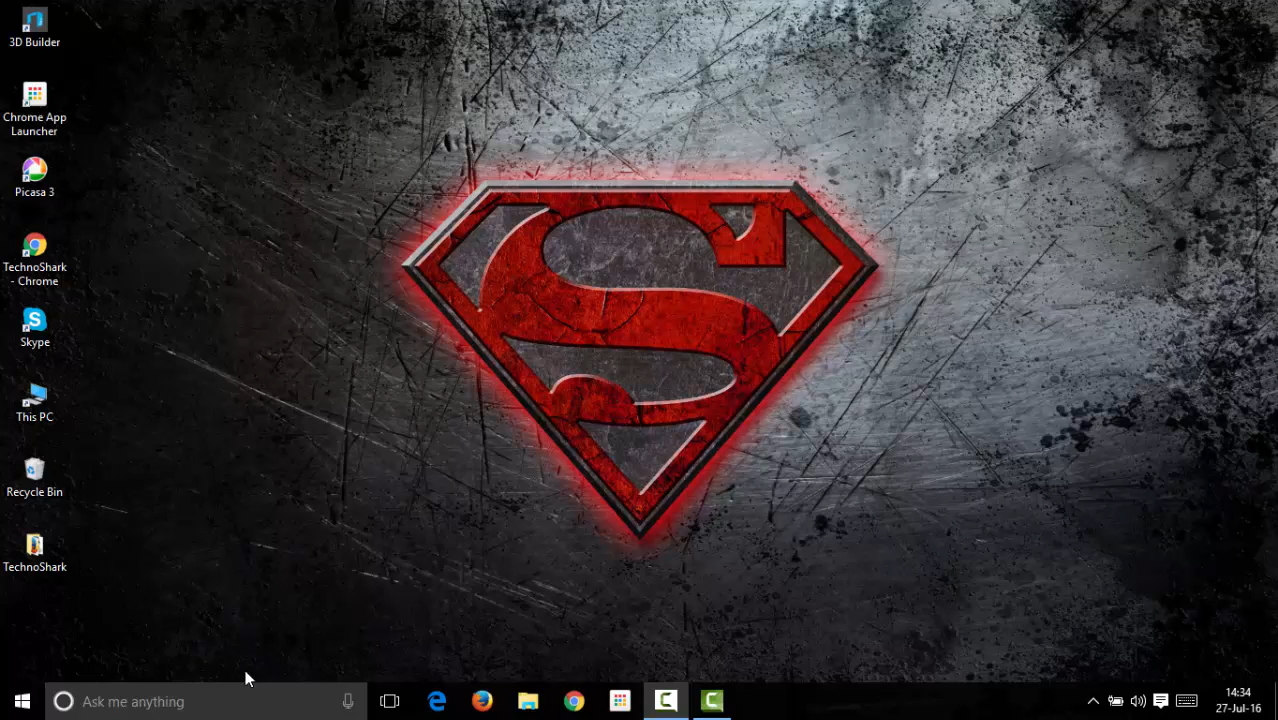 3D Builder
Chrome App
Launcher
Picasa 3
TechnoShark
- Chrome
Skype
This PC
Recycle Bin
TechnoShark
Ask me anything
14:34
27-Jul-16